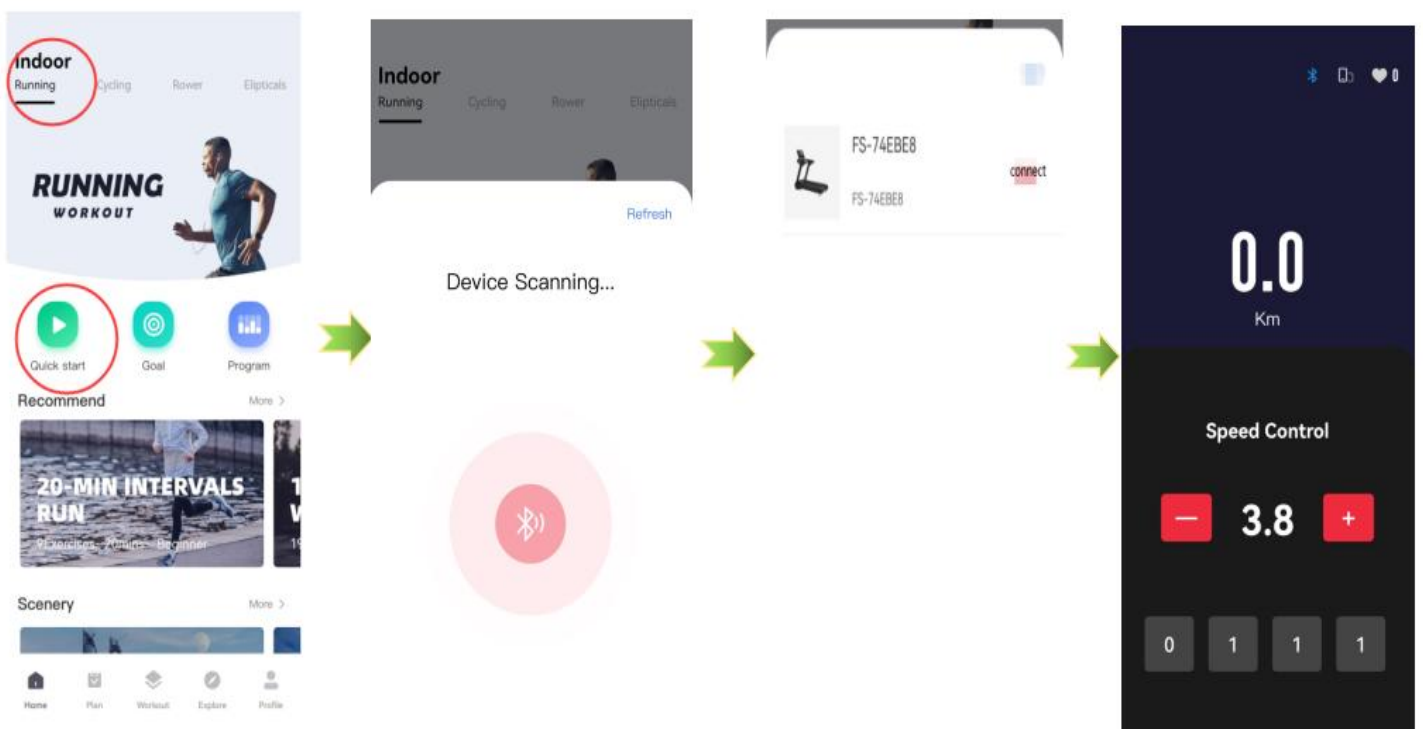 Indoor
Running Cycling Rower Elipticals
RUNNING
WORKOUT
Quick start Goal Program
Recommend More >
20-MIN INTERVALS
RUN
Beginner
Scenery More >
Home Plan Workout Explore Profile
Indoor
Running Cycling Rower Elipticals
Refresh
Device Scanning...
FS-74EBE8
connect
FS-74EBE8
0
0.0
Km
Speed Control
— 3.8 +
0 1 1 1